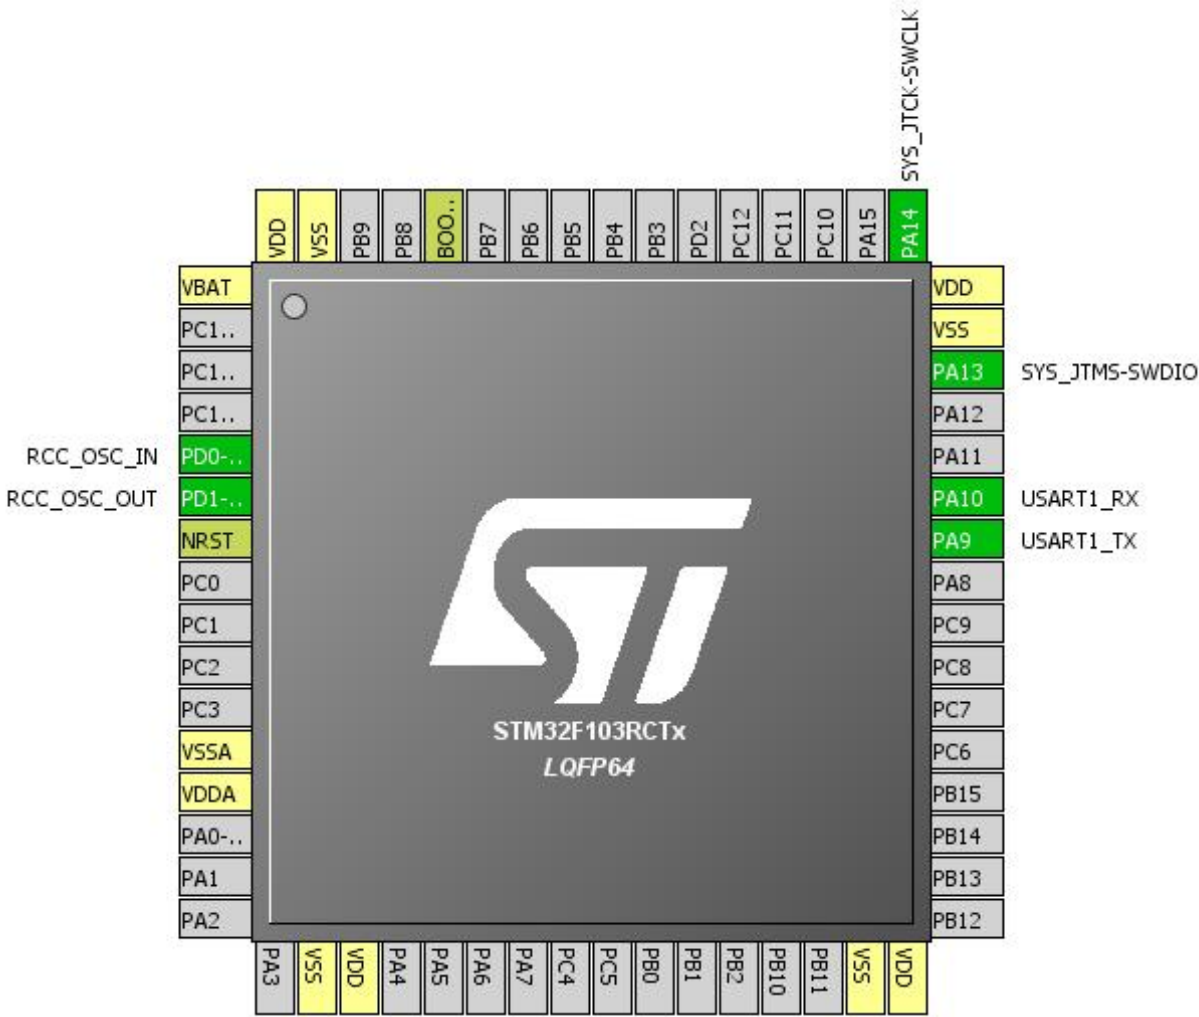 SYS_JTCK-SWCLK
VDD VSS PB9 PB8 BOO.. PB7 PB6 PB5 PB4 PB3 PD2 PC12 PC11 PC10 PA15 PA14
VBAT VDD
PC1.. VSS
PC1.. PA13 SYS_JTMS-SWDIO
PC1.. PA12
RCC_OSC_IN PD0-.. PA11
RCC_OSC_OUT PD1-.. PA10 USART1_RX
NRST PA9 USART1_TX
PC0 PA8
PC1 PC9
PC2 PC8
PC3 PC7
VSSA PC6
VDDA PB15
PA0-.. PB14
PA1 PB13
PA2 PB12
ST
STM32F103RCTx
LQFP64
PA3 VSS VDD PA4 PA5 PA6 PA7 PC4 PC5 PB0 PB1 PB2 PB10 PB11 VSS VDD